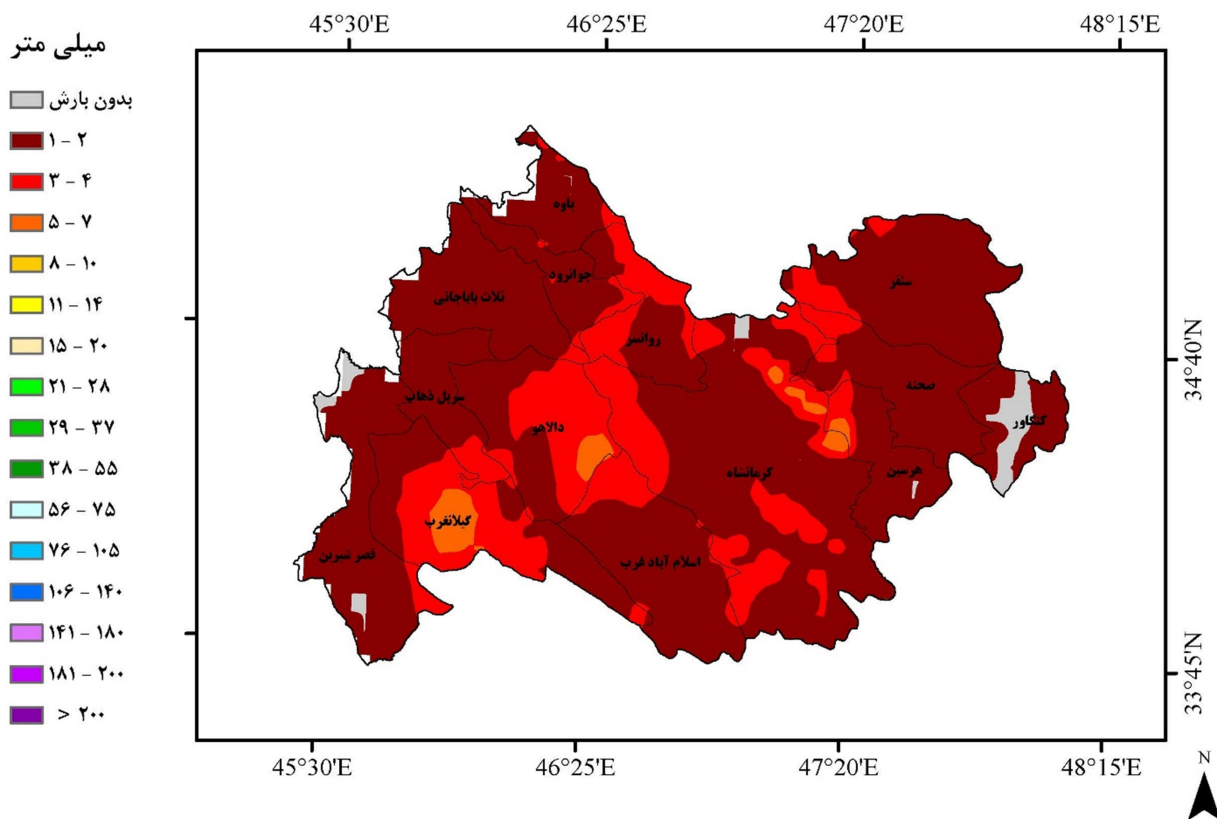 45°30'E 46°25'E 47°20'E 48°15'E
میلی متر
بدون بارش
۱ - ۲
۳ - ۴
۵ - ۷
۸ - ۱۰
۱۱ - ۱۴
۱۵ - ۲۰
۲۱ - ۲۸
۲۹ - ۳۷
۳۸ - ۵۵
۵۶ - ۷۵
۷۶ - ۱۰۵
۱۰۶ - ۱۴۰
۱۴۱ - ۱۸۰
۱۸۱ - ۲۰۰
> ۲۰۰
پاوه
جوانرود
ثلاث باباجانی
سنقر
روانسر
34°40'N
صحنه
سرپل ذهاب
دالاهو
کنگاور
کرمانشاه
هرسین
گیلانغرب
قصر شیرین
اسلام آباد غرب
33°45'N
45°30'E 46°25'E 47°20'E 48°15'E
N